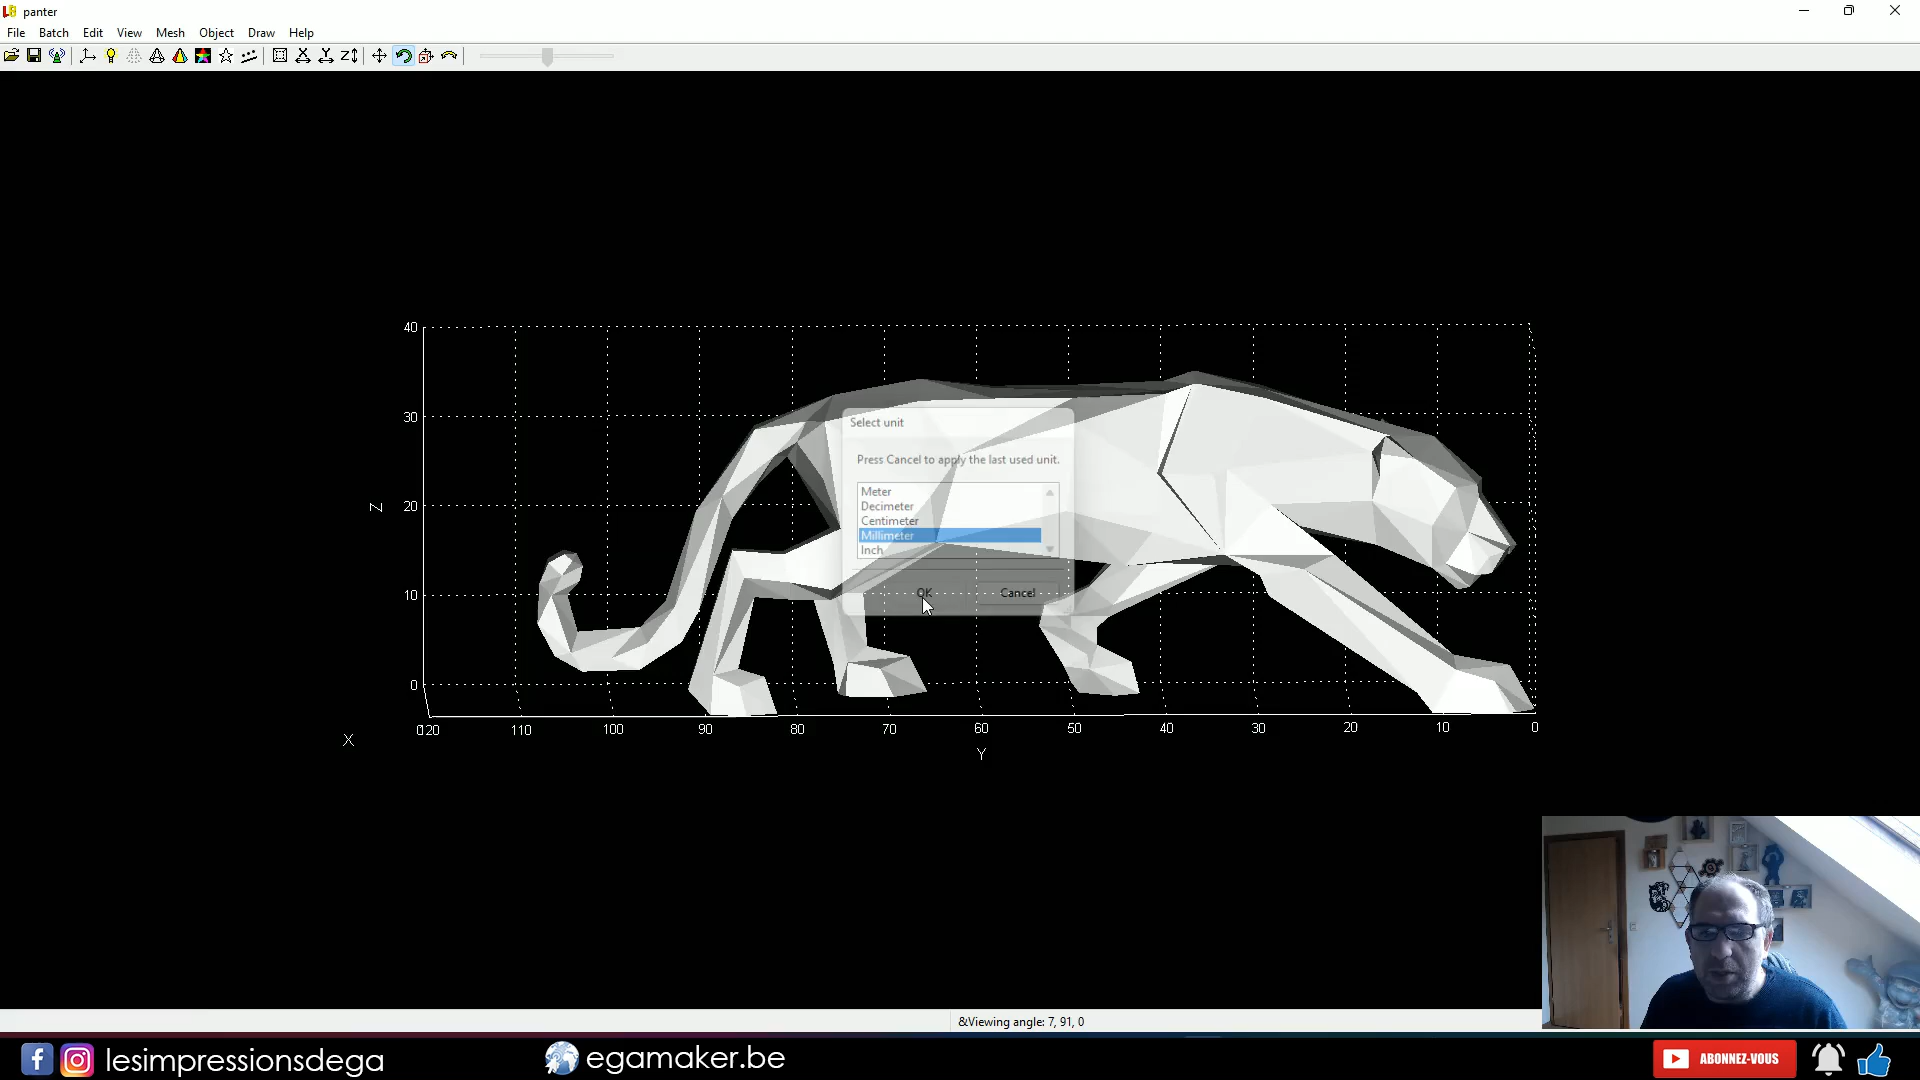 panter
File Batch Edit View Mesh Object Draw Help
40
30
20
10
0
Z
X
Select unit
Press Cancel to apply the last used unit.
Meter
Decimeter
Centimeter
Millimeter
Inch
OK Cancel
120 110 100 90 80 70 60 50 40 30 20 10 0
Y
&Viewing angle: 7, 91, 0
lesimpressionsdega egamaker.be ABONNEZ-VOUS